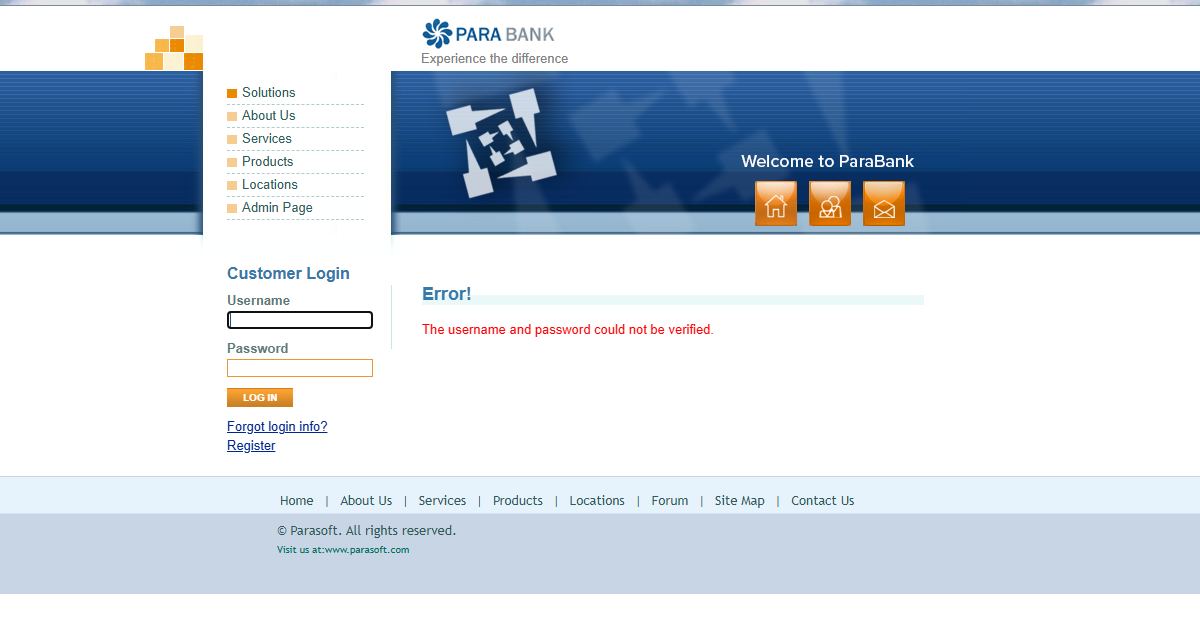 PARA BANK
Experience the difference
Solutions
About Us
Services
Products
Locations
Admin Page
Welcome to ParaBank
Customer Login
Username
Password
LOG IN
Forgot login info?
Register
Error!
The username and password could not be verified.
Home | About Us | Services | Products | Locations | Forum | Site Map | Contact Us
© Parasoft. All rights reserved.
Visit us at:www.parasoft.com